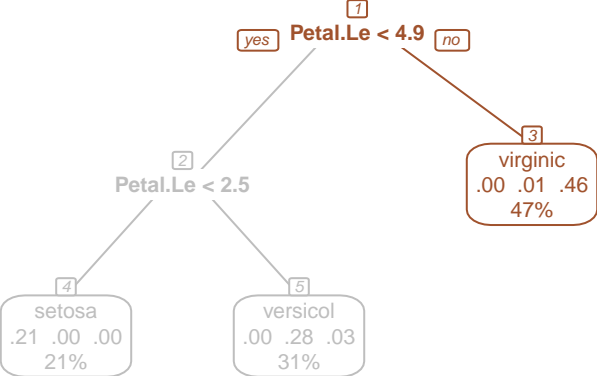 1
yes Petal.Le < 4.9 no
2
Petal.Le < 2.5
3
virginic
.00 .01 .46
47%
4
setosa
.21 .00 .00
21%
5
versicol
.00 .28 .03
31%